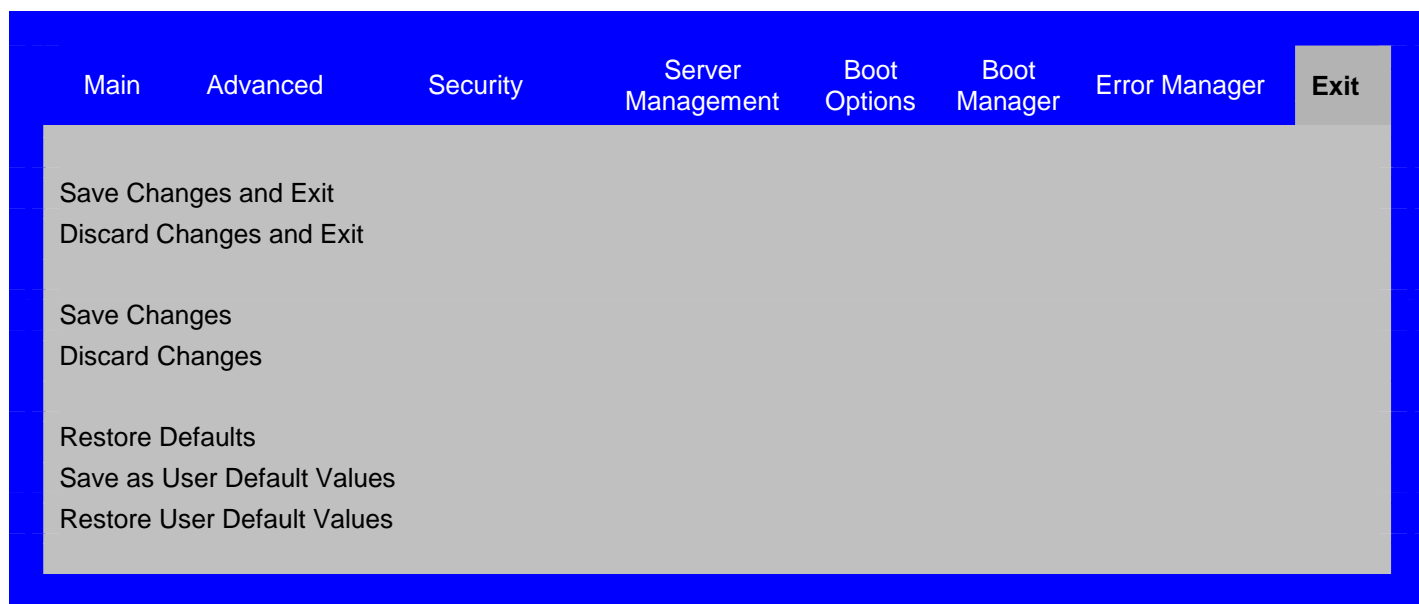 Main Advanced Security Server Management Boot Options Boot Manager Error Manager Exit
Save Changes and Exit
Discard Changes and Exit
Save Changes
Discard Changes
Restore Defaults
Save as User Default Values
Restore User Default Values